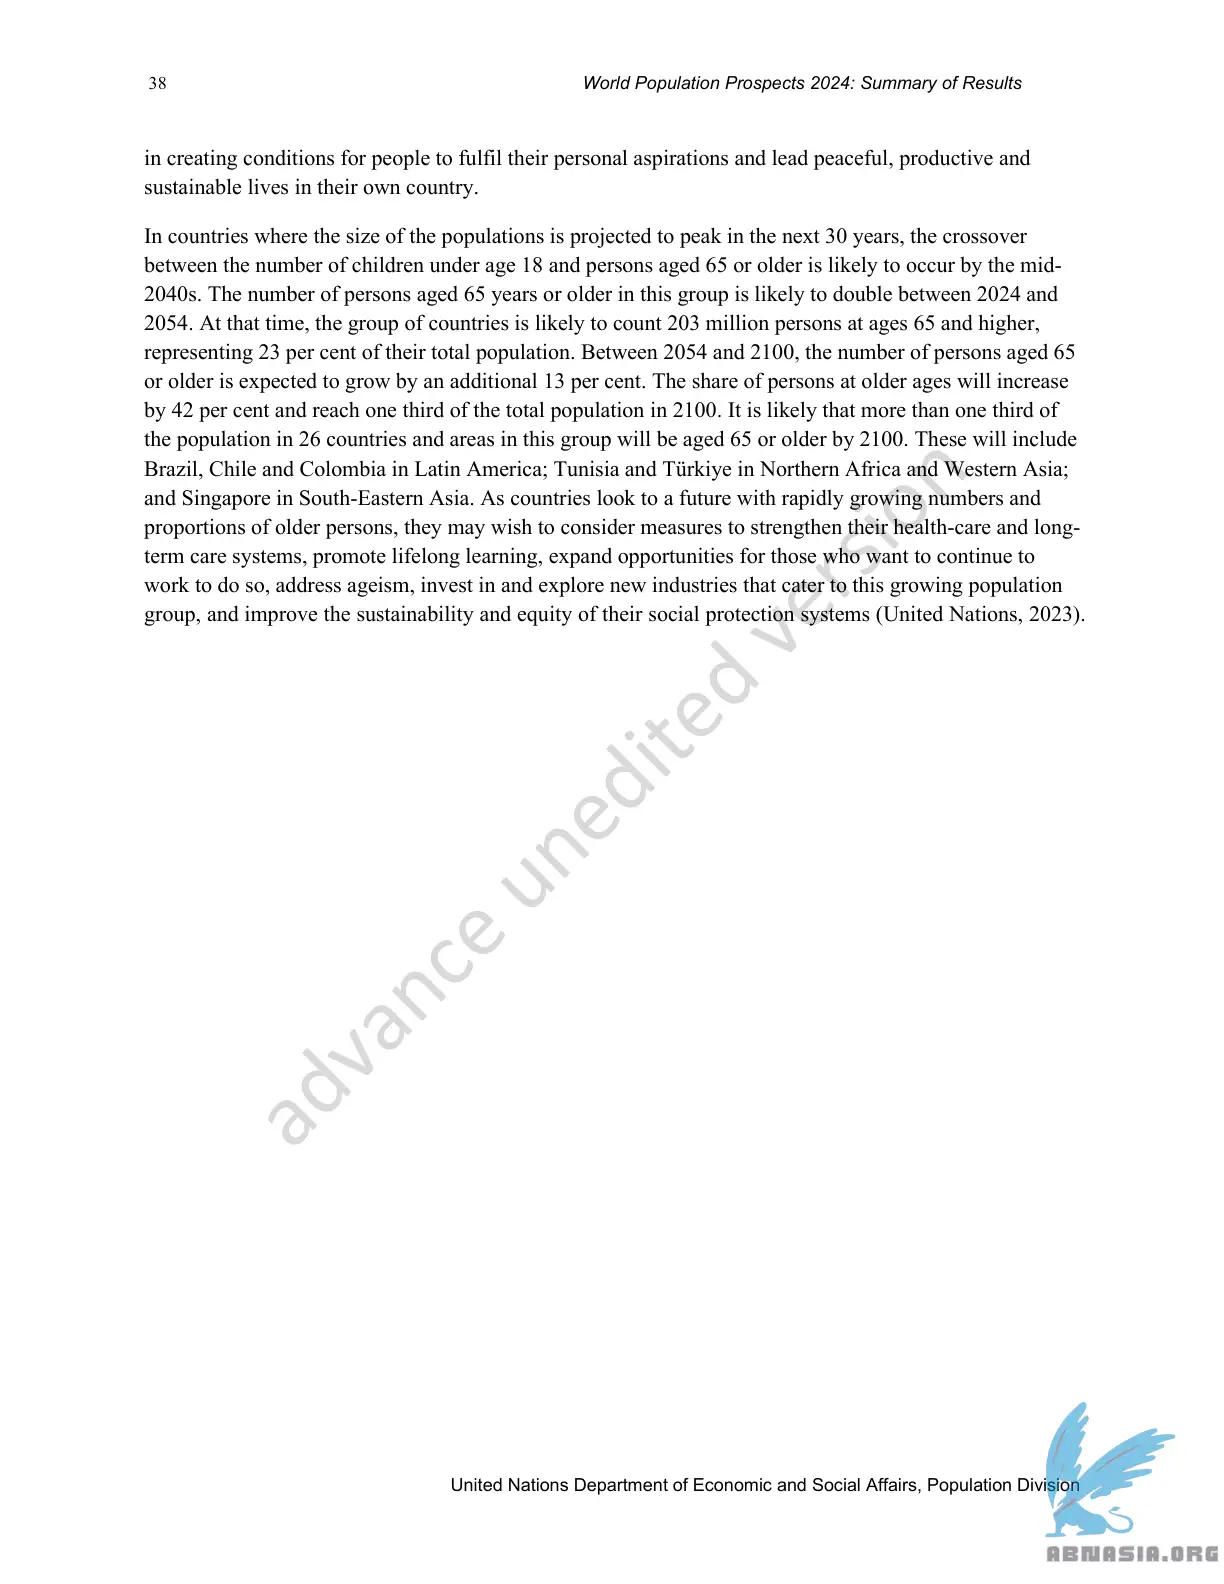 38
World Population Prospects 2024: Summary of Results
in creating conditions for people to fulfil their personal aspirations and lead peaceful, productive and
sustainable lives in their own country.
In countries where the size of the populations is projected to peak in the next 30 years, the crossover
between the number of children under age 18 and persons aged 65 or older is likely to occur by the mid-
2040s. The number of persons aged 65 years or older in this group is likely to double between 2024 and
2054. At that time, the group of countries is likely to count 203 million persons at ages 65 and higher,
representing 23 per cent of their total population. Between 2054 and 2100, the number of persons aged 65
or older is expected to grow by an additional 13 per cent. The share of persons at older ages will increase
by 42 per cent and reach one third of the total population in 2100. It is likely that more than one third of
the population in 26 countries and areas in this group will be aged 65 or older by 2100. These will include
Brazil, Chile and Colombia in Latin America; Tunisia and Türkiye in Northern Africa and Western Asia;
and Singapore in South-Eastern Asia. As countries look to a future with rapidly growing numbers and
proportions of older persons, they may wish to consider measures to strengthen their health-care and long-
term care systems, promote lifelong learning, expand opportunities for those who want to continue to
work to do so, address ageism, invest in and explore new industries that cater to this growing population
group, and improve the sustainability and equity of their social protection systems (United Nations, 2023).
advance unedited version
United Nations Department of Economic and Social Affairs, Population Division
ABNASIA.ORG